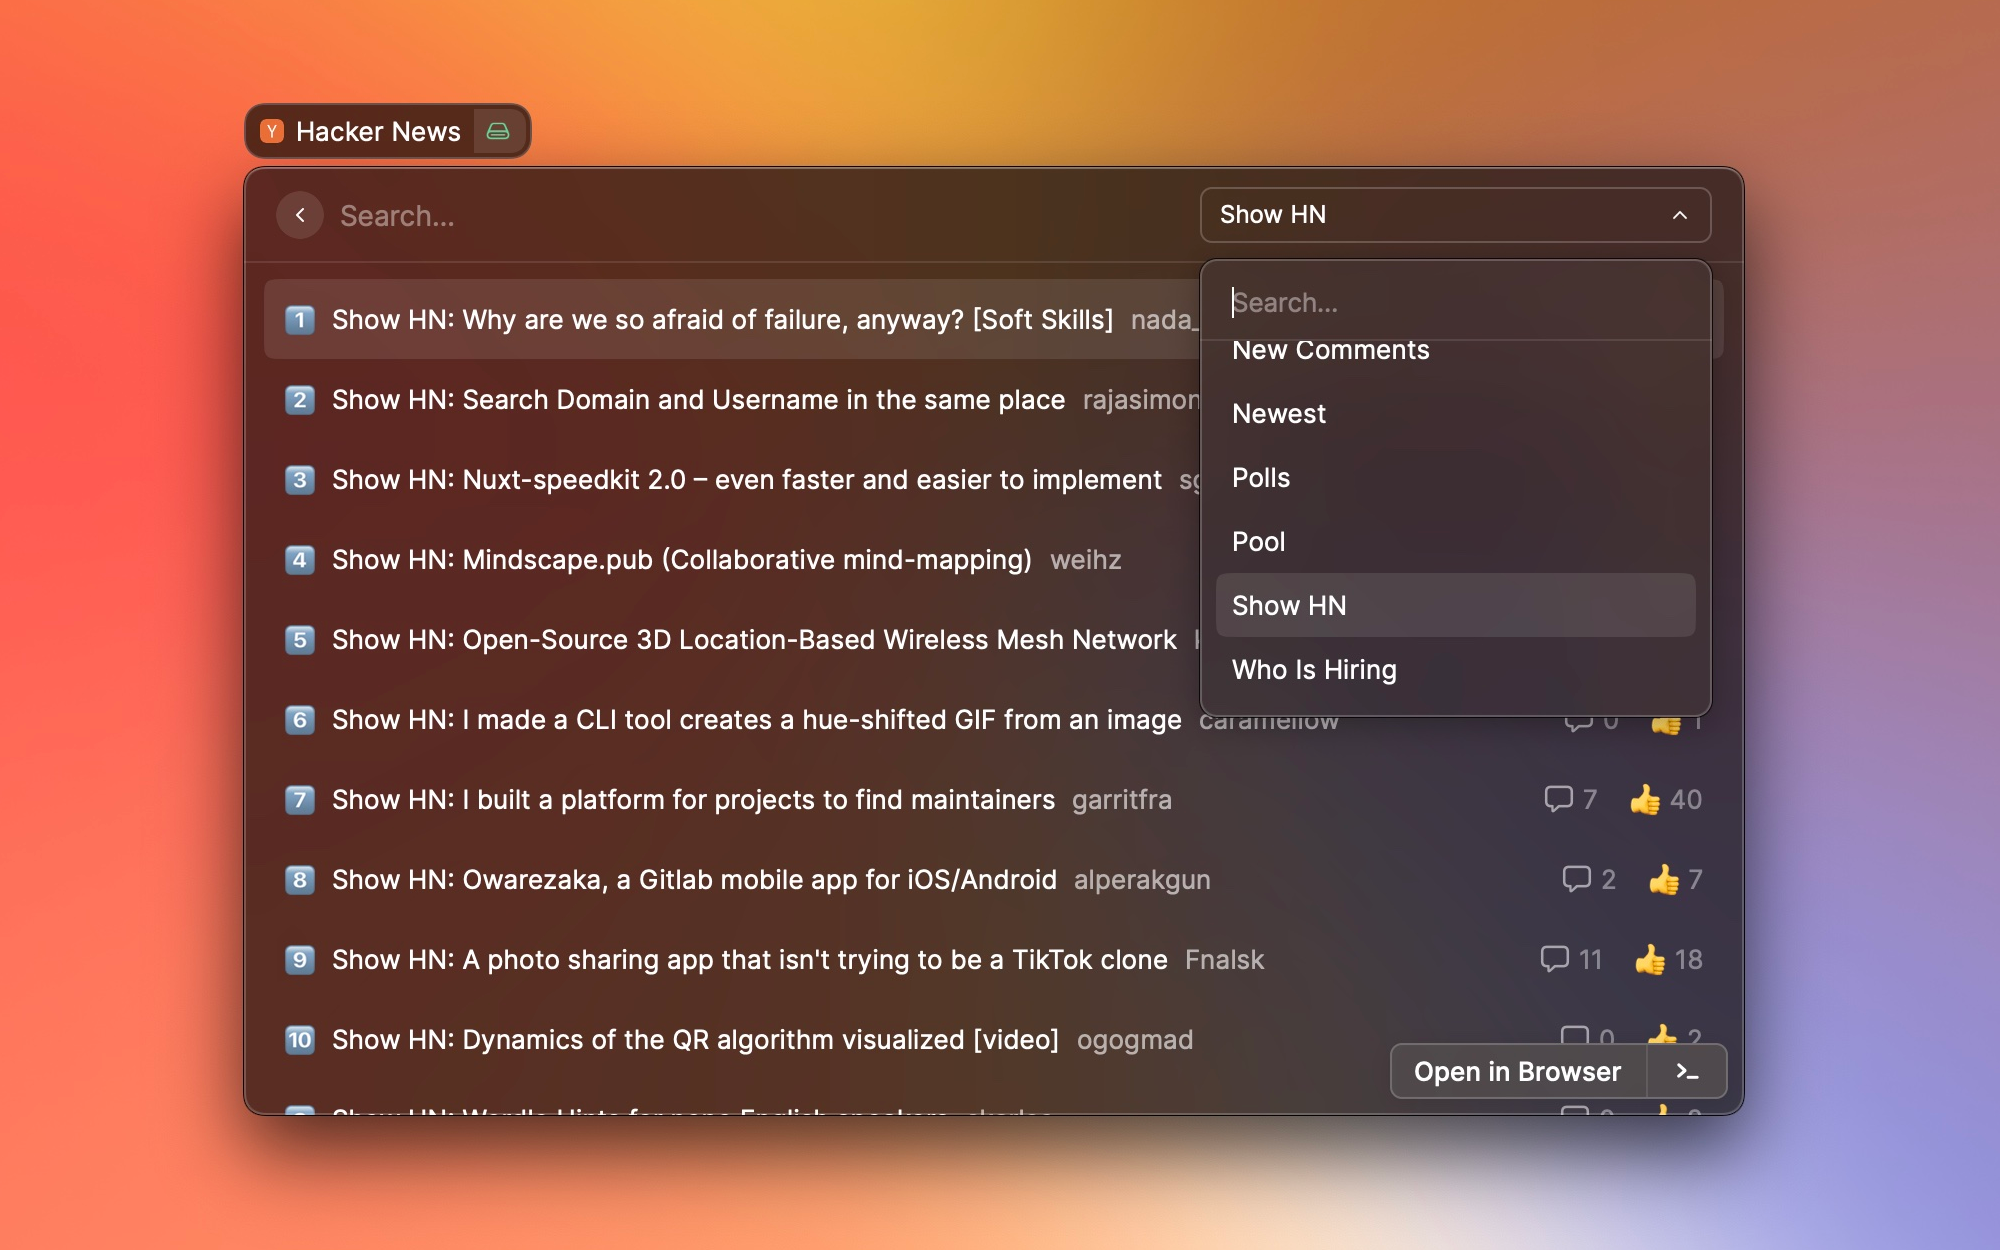 Y Hacker News
Search...
Show HN
1 Show HN: Why are we so afraid of failure, anyway? [Soft Skills] nada_
2 Show HN: Search Domain and Username in the same place rajasimon
3 Show HN: Nuxt-speedkit 2.0 – even faster and easier to implement
4 Show HN: Mindscape.pub (Collaborative mind-mapping) weihz
5 Show HN: Open-Source 3D Location-Based Wireless Mesh Network
6 Show HN: I made a CLI tool creates a hue-shifted GIF from an image caramellow 0 1
7 Show HN: I built a platform for projects to find maintainers garritfra 7 40
8 Show HN: Owarezaka, a Gitlab mobile app for iOS/Android alperakgun 2 7
9 Show HN: A photo sharing app that isn't trying to be a TikTok clone Fnalsk 11 18
10 Show HN: Dynamics of the QR algorithm visualized [video] ogogmad 0 2
Show HN: Wordle Hints for
Search...
New Comments
Newest
Polls
Pool
Show HN
Who Is Hiring
Open in Browser >_